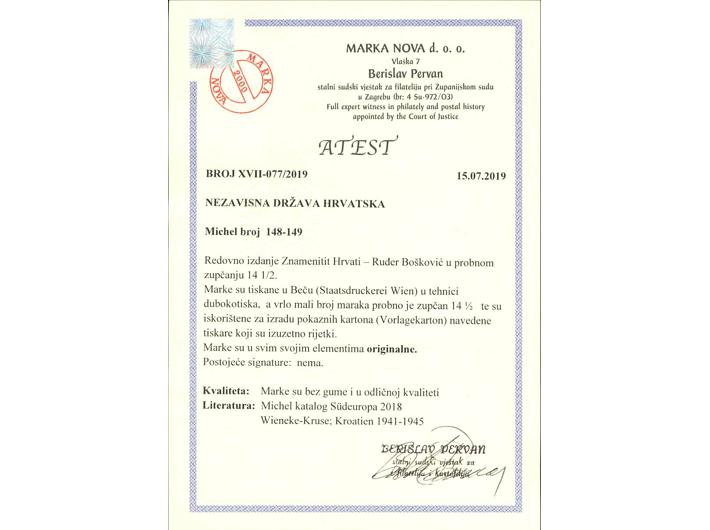 MARKA NOVA
2000
MARKA NOVA d. o. o.
Vlaska 7
Berislav Pervan
stalni sudski vještak za filateliju pri Županijskom sudu
u Zagrebu (br: 4 Su-972/03)
Full expert witness in philately and postal history
appointed by the Court of Justice
ATEST
BROJ XVII-077/2019
15.07.2019
NEZAVISNA DRŽAVA HRVATSKA
Michel broj 148-149
Redovno izdanje Znamenitit Hrvati – Ruđer Bošković u probnom
zupčanju 14 1/2.
Marke su tiskane u Beču (Staatsdruckerei Wien) u tehnici
dubokotiska, a vrlo mali broj maraka probno je zupčan 14 ½ te su
iskorištene za izradu pokaznih kartona (Vorlagekarton) navedene
tiskare koji su izuzetno rijetki.
Marke su u svim svojim elementima originalne.
Postojeće signature: nema.
Kvaliteta: Marke su bez gume i u odličnoj kvaliteti
Literatura: Michel katalog Südeuropa 2018
Wieneke-Kruse; Kroatien 1941-1945
BERISLAV PERVAN
stalni sudski vještak za